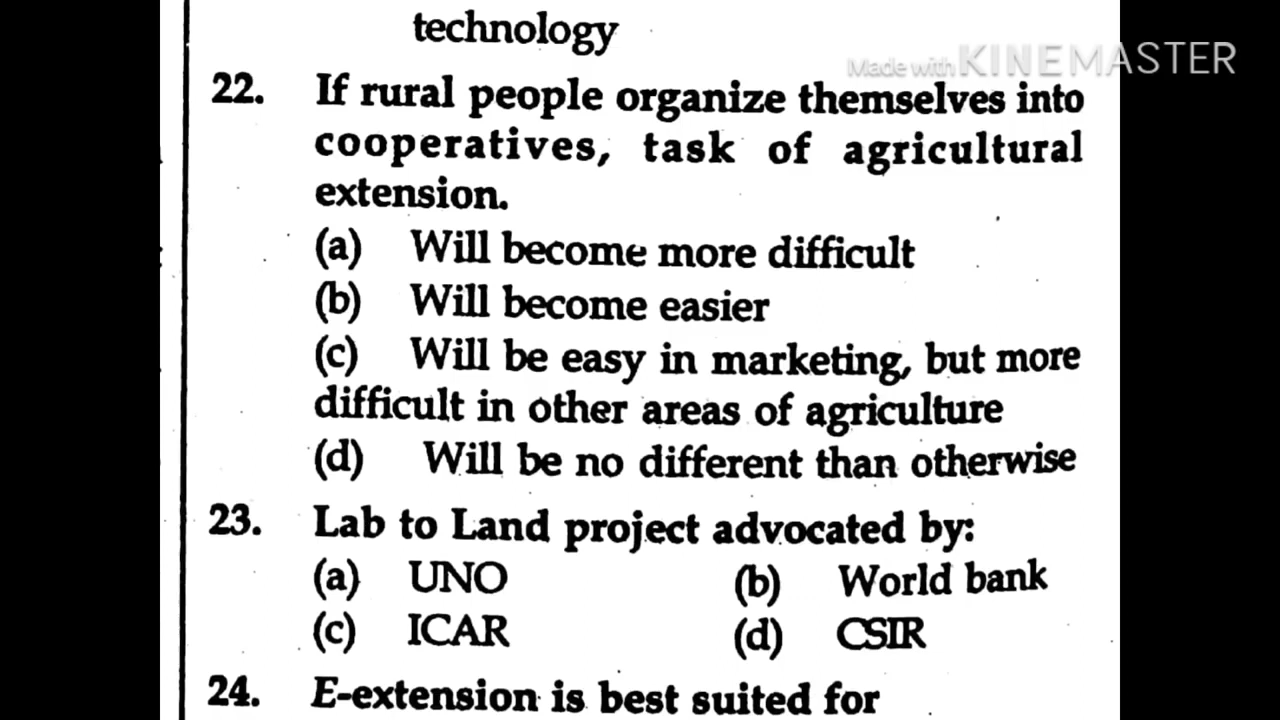 technology
Made with KINEMASTER
22. If rural people organize themselves into
cooperatives, task of agricultural
extension.
(a) Will become more difficult
(b) Will become easier
(c) Will be easy in marketing, but more
difficult in other areas of agriculture
(d) Will be no different than otherwise
23. Lab to Land project advocated by:
(a) UNO (b) World bank
(c) ICAR (d) CSIR
24. E-extension is best suited for